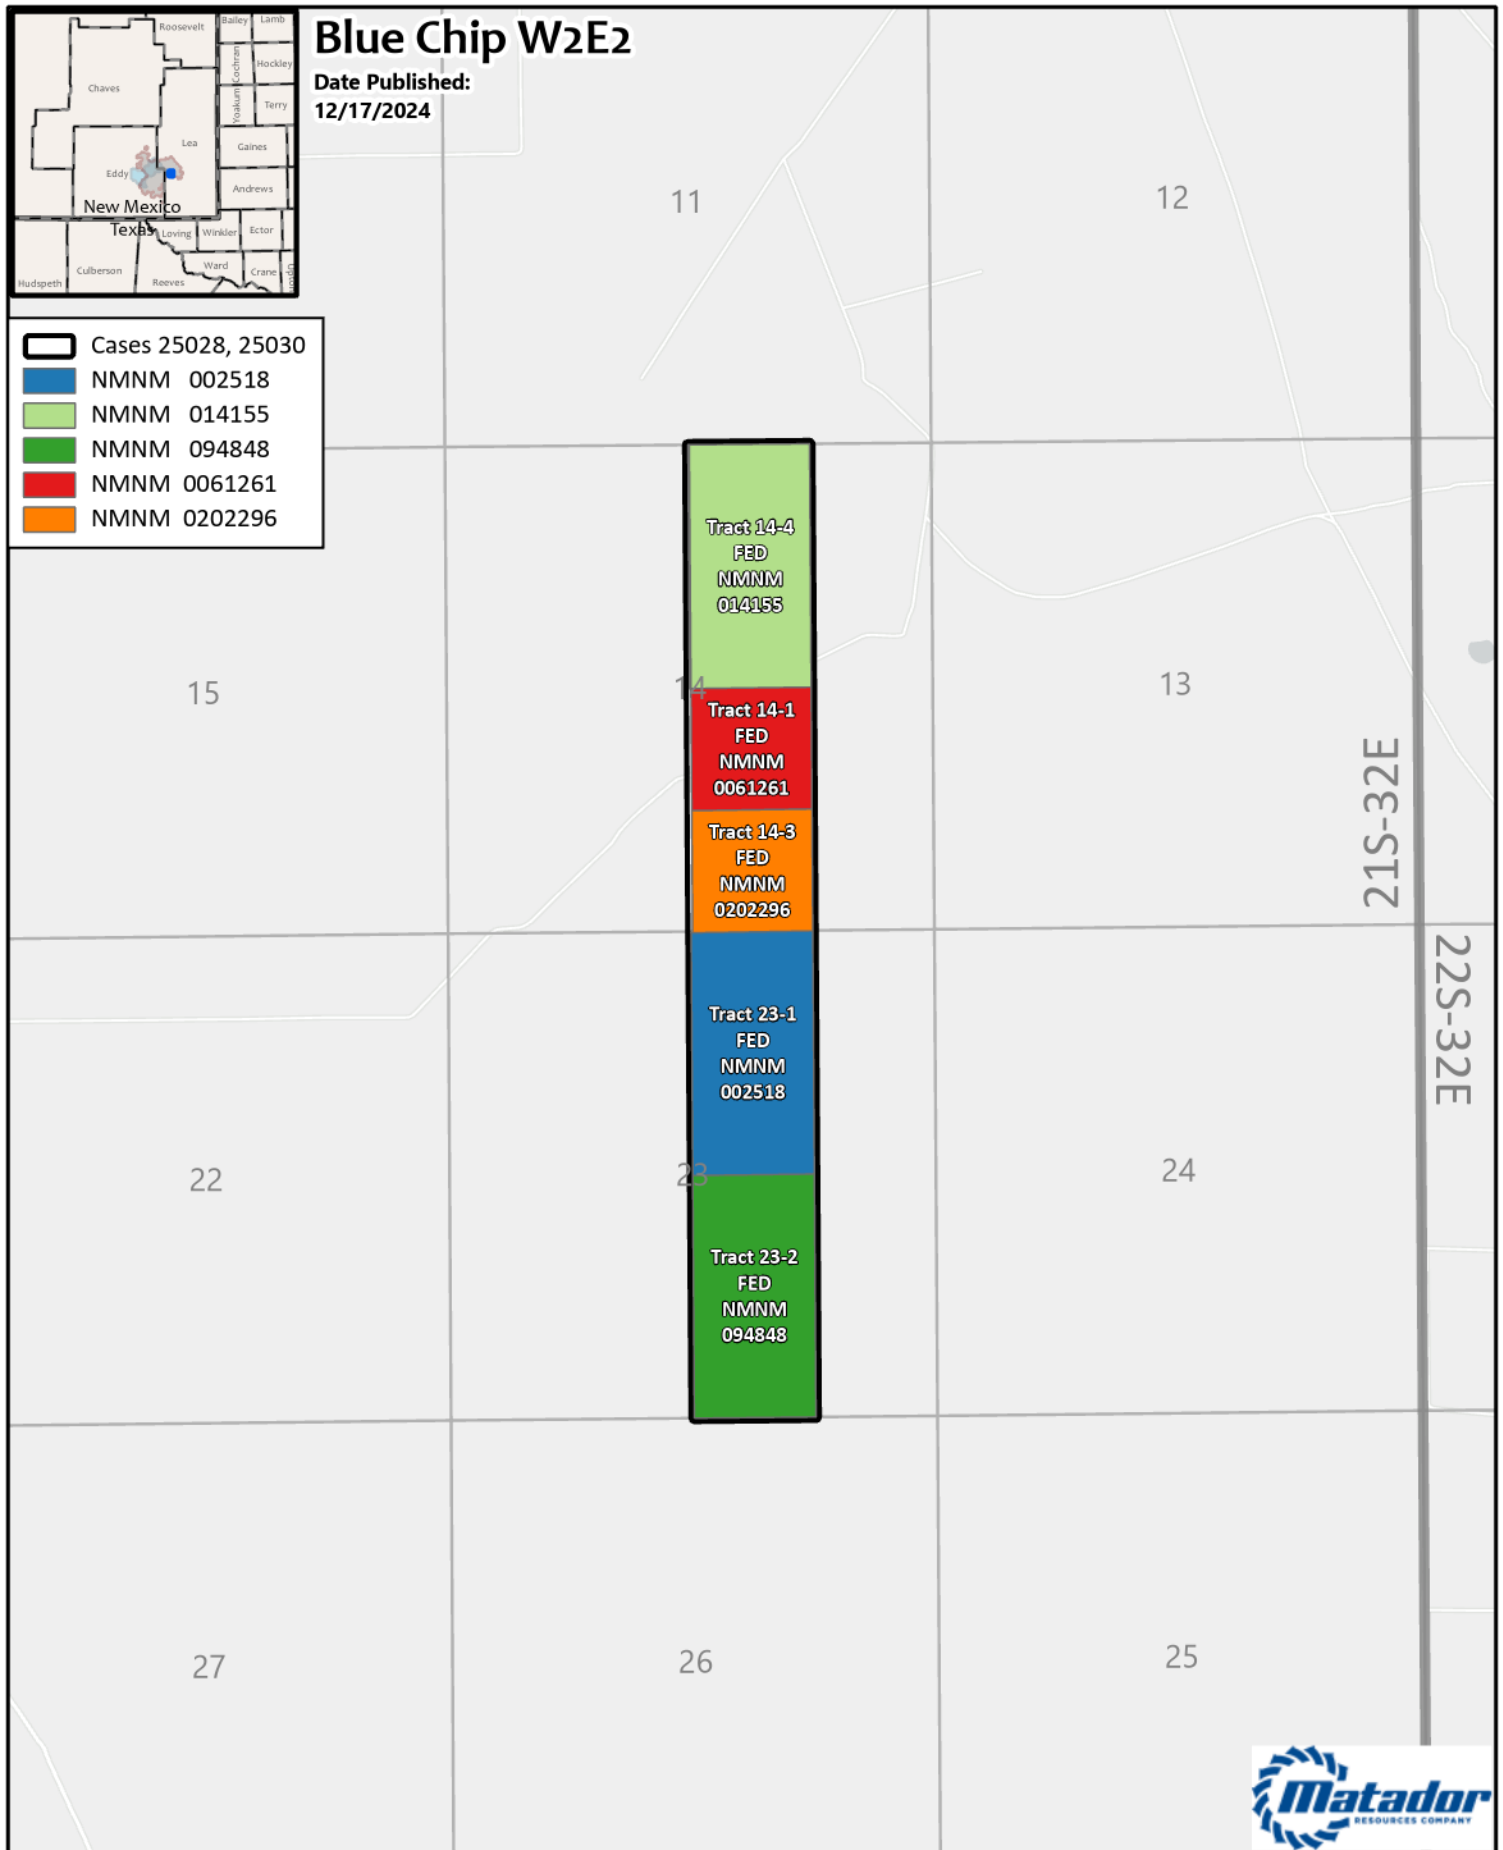 Blue Chip W2E2
Date Published:
12/17/2024
Roosevelt
Bailey
Lamb
Chaves
Cochran
Hockley
Yoakum
Terry
Lea
Gaines
Eddy
Andrews
New Mexico
Texas
Loving
Winkler
Ector
Culberson
Ward
Crane
Upton
Hudspeth
Reeves
Cases 25028, 25030
NMNM 002518
NMNM 014155
NMNM 094848
NMNM 0061261
NMNM 0202296
11
12
Tract 14-4
FED
NMNM
014155
15
14
13
Tract 14-1
FED
NMNM
0061261
Tract 14-3
FED
NMNM
0202296
21S-32E
22S-32E
Tract 23-1
FED
NMNM
002518
22
23
24
Tract 23-2
FED
NMNM
094848
27
26
25
Matador
RESOURCES COMPANY